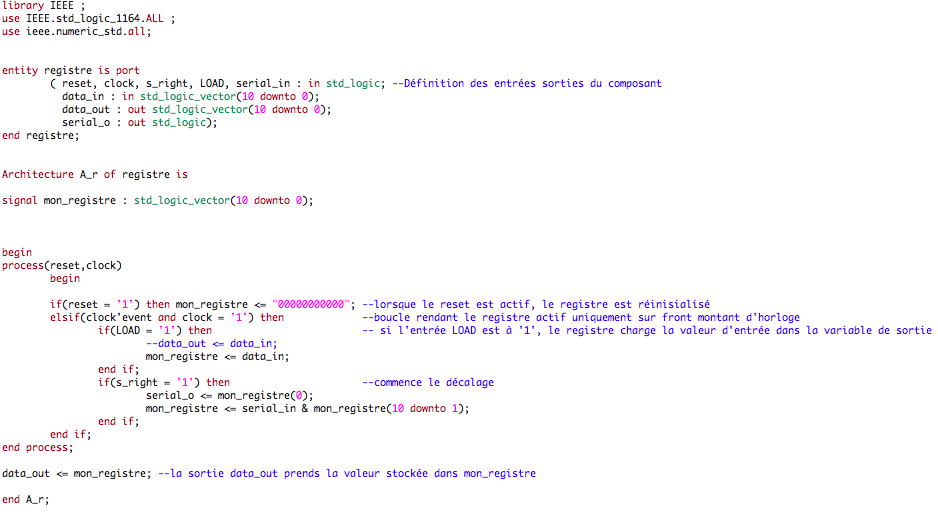 library IEEE ;
use IEEE.std_logic_1164.ALL ;
use ieee.numeric_std.all;
entity registre is port
( reset, clock, s_right, LOAD, serial_in : in std_logic; --Définition des entrées sorties du composant
data_in : in std_logic_vector(10 downto 0);
data_out : out std_logic_vector(10 downto 0);
serial_o : out std_logic);
end registre;
Architecture A_r of registre is
signal mon_registre : std_logic_vector(10 downto 0);
begin
process(reset,clock)
begin
if(reset = '1') then mon_registre <= "00000000000"; --lorsque le reset est actif, le registre est réinisialisé
elsif(clock'event and clock = '1') then --boucle rendant le registre actif uniquement sur front montant d'horloge
if(LOAD = '1') then -- si l'entrée LOAD est à '1', le registre charge la valeur d'entrée dans la variable de sortie
--data_out <= data_in;
mon_registre <= data_in;
end if;
if(s_right = '1') then --commence le décalage
serial_o <= mon_registre(0);
mon_registre <= serial_in & mon_registre(10 downto 1);
end if;
end if;
end process;
data_out <= mon_registre; --la sortie data_out prends la valeur stockée dans mon_registre
end A_r;